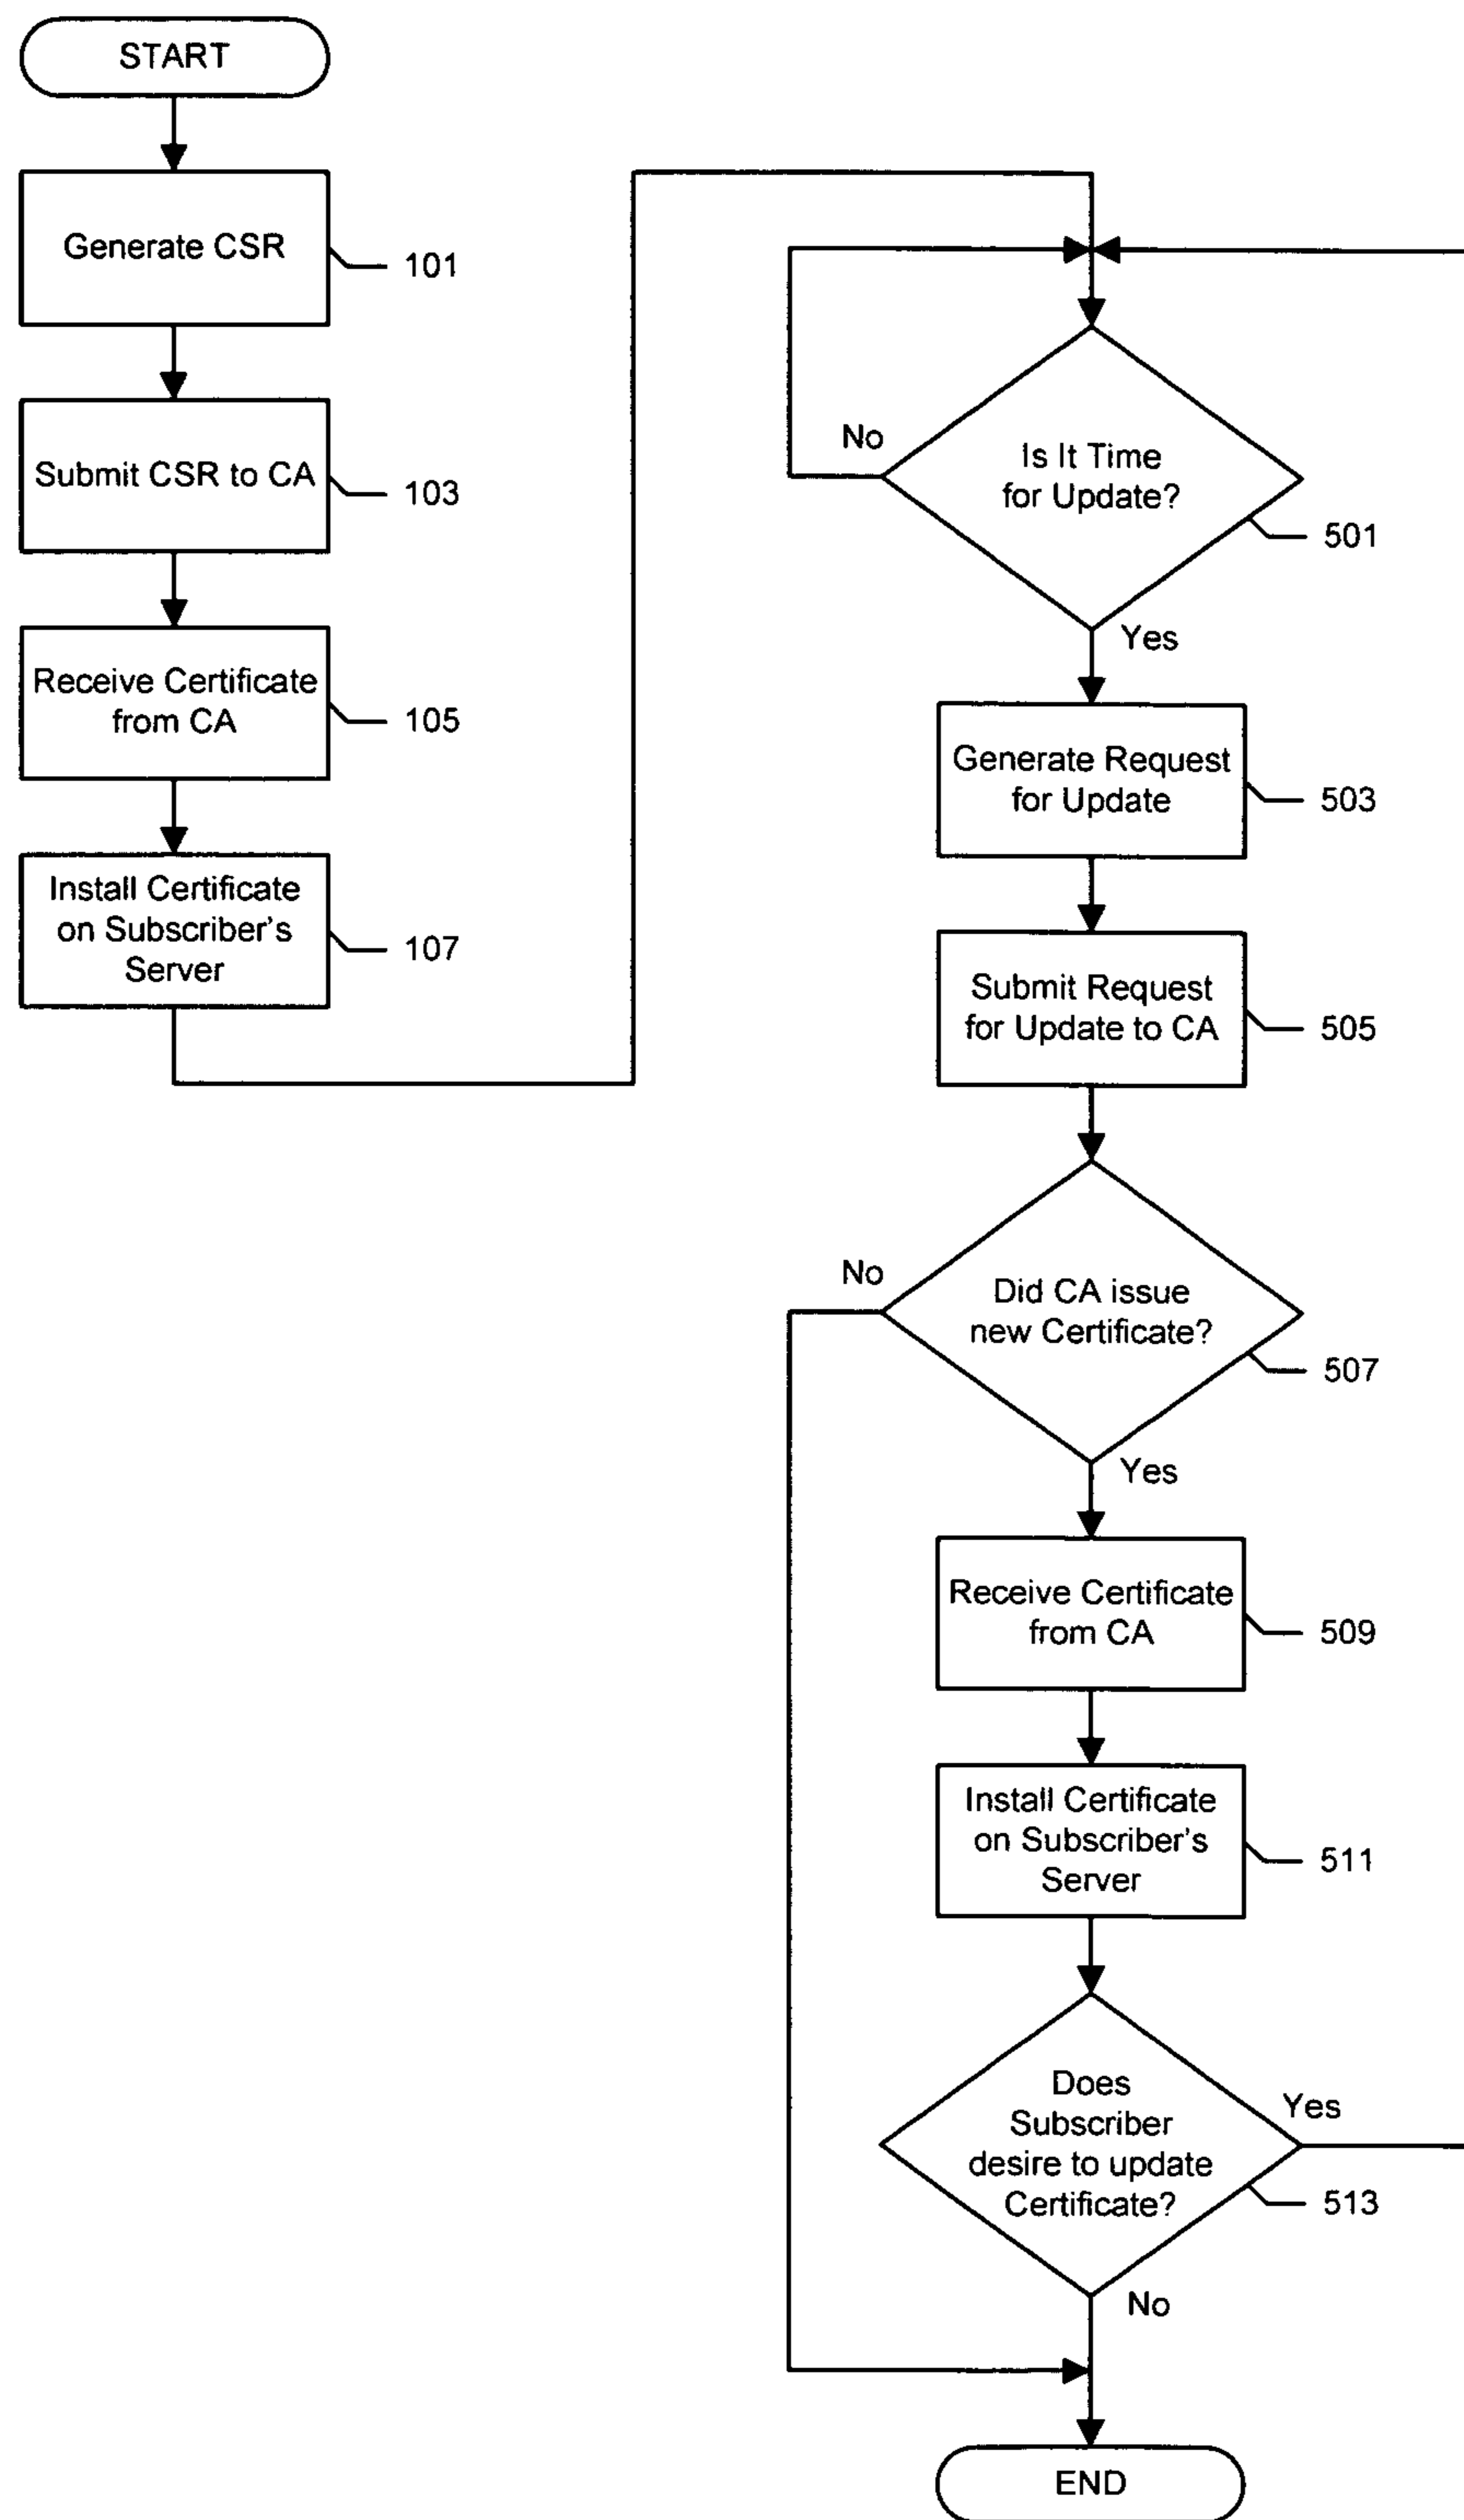 START
Generate CSR
101
Submit CSR to CA
103
Receive Certificate
from CA
105
Install Certificate
on Subscriber's
Server
107
No
Is It Time
for Update?
501
Yes
Generate Request
for Update
503
Submit Request
for Update to CA
505
No
Did CA issue
new Certificate?
507
Yes
Receive Certificate
from CA
509
Install Certificate
on Subscriber's
Server
511
Does
Subscriber
desire to update
Certificate?
Yes
513
No
END